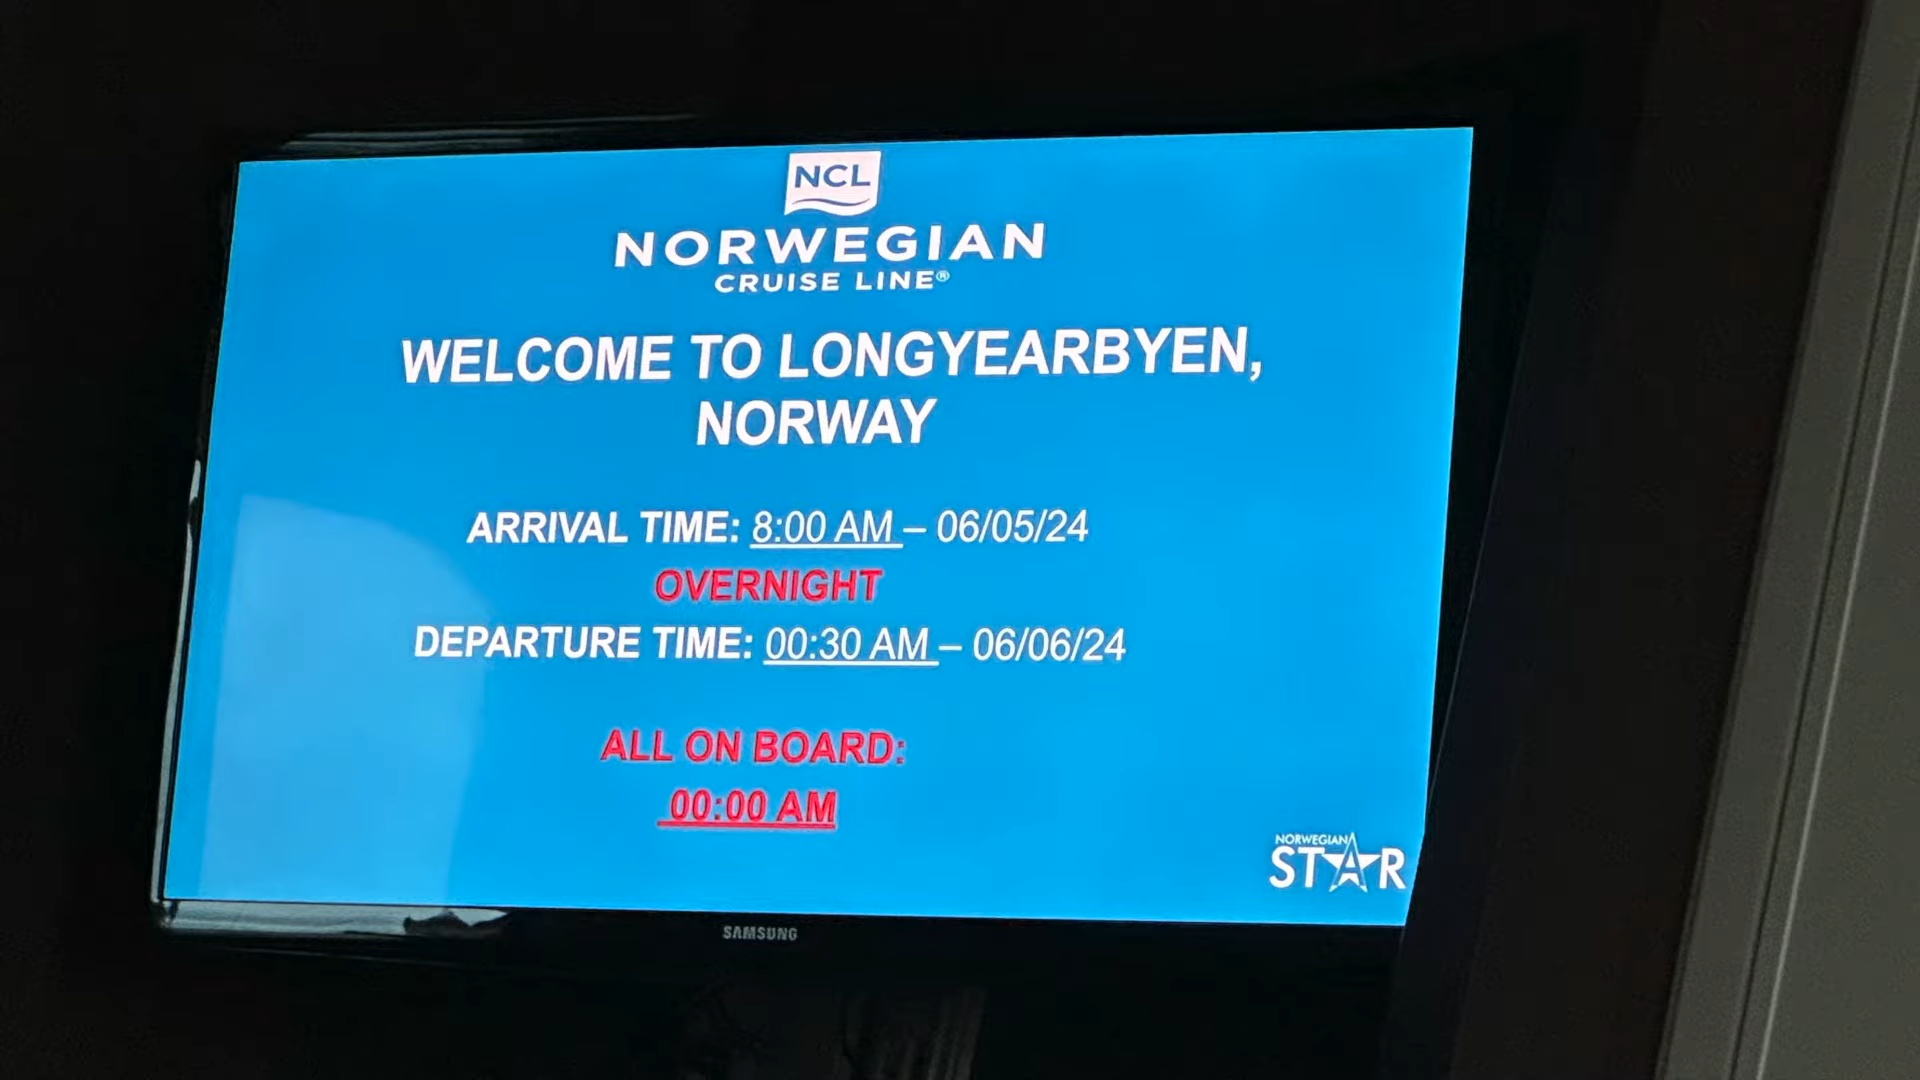 NCL
NORWEGIAN
CRUISE LINE®
WELCOME TO LONGYEARBYEN,
NORWAY
ARRIVAL TIME: 8:00 AM – 06/05/24
OVERNIGHT
DEPARTURE TIME: 00:30 AM – 06/06/24
ALL ON BOARD:
00:00 AM
NORWEGIAN
STAR
SAMSUNG